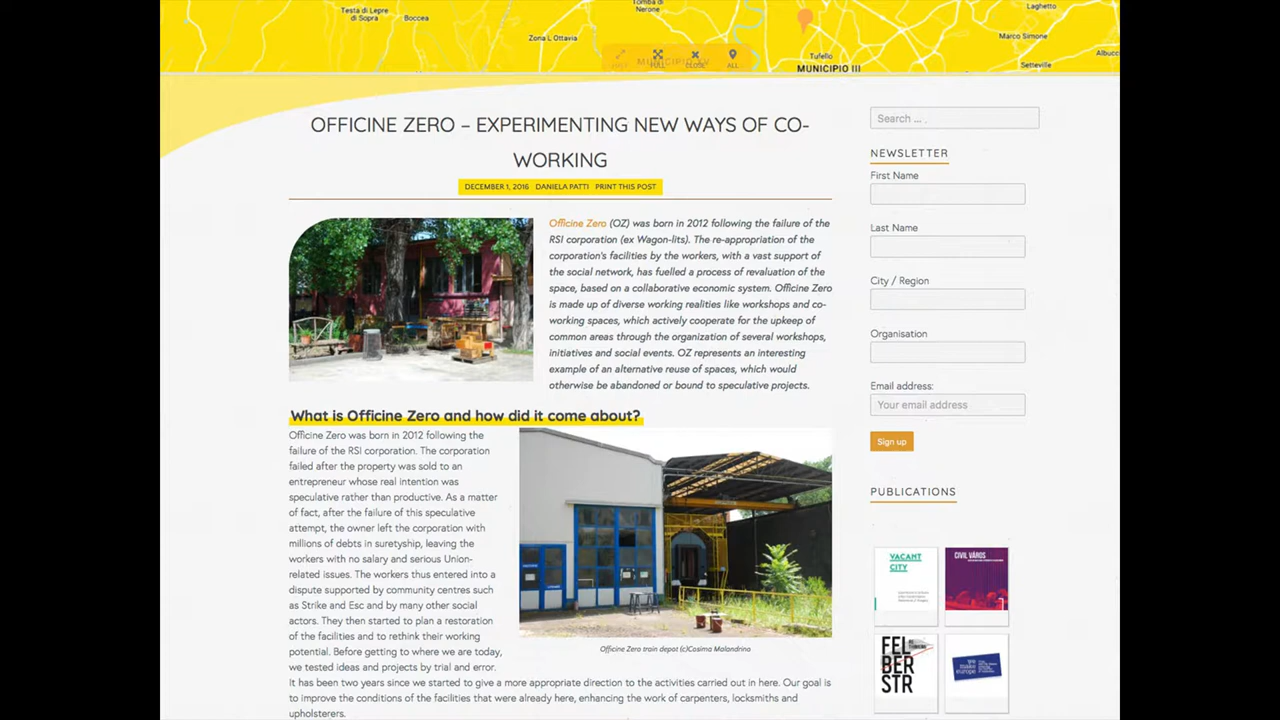 Testa di Lepre
di Sopra
Boccea
Zona L Ottavia
Tomba di
Nerone
Tufello
MUNICIPIO III
Laghetto
Marco Simone
Setteville
FULL
CLOSE
ALL
OFFICINE ZERO – EXPERIMENTING NEW WAYS OF CO-
WORKING
DECEMBER 1, 2016 DANIELA PATTI PRINT THIS POST
Officine Zero (OZ) was born in 2012 following the failure of the
RSI corporation (ex Wagon-lits). The re-appropriation of the
corporation's facilities by the workers, with a vast support of
the social network, has fuelled a process of revaluation of the
space, based on a collaborative economic system. Officine Zero
is made up of diverse working realities like workshops and co-
working spaces, which actively cooperate for the upkeep of
common areas through the organization of several workshops,
initiatives and social events. OZ represents an interesting
example of an alternative reuse of spaces, which would
otherwise be abandoned or bound to speculative projects.
What is Officine Zero and how did it come about?
Officine Zero was born in 2012 following the
failure of the RSI corporation. The corporation
failed after the property was sold to an
entrepreneur whose real intention was
speculative rather than productive. As a matter
of fact, after the failure of this speculative
attempt, the owner left the corporation with
millions of debts in suretyship, leaving the
workers with no salary and serious Union-
related issues. The workers thus entered into a
dispute supported by community centres such
as Strike and Esc and by many other social
actors. They then started to plan a restoration
of the facilities and to rethink their working
potential. Before getting to where we are today,
we tested ideas and projects by trial and error.
Officine Zero train depot (c)Cosima Malandrino
It has been two years since we started to give a more appropriate direction to the activities carried out in here. Our goal is
to improve the conditions of the facilities that were already here, enhancing the work of carpenters, locksmiths and
upholsterers.
Search ...
NEWSLETTER
First Name
Last Name
City / Region
Organisation
Email address:
Your email address
Sign up
PUBLICATIONS
VACANT
CITY
CIVIL VÁROS
FEL
BER
STR
we
make
europe